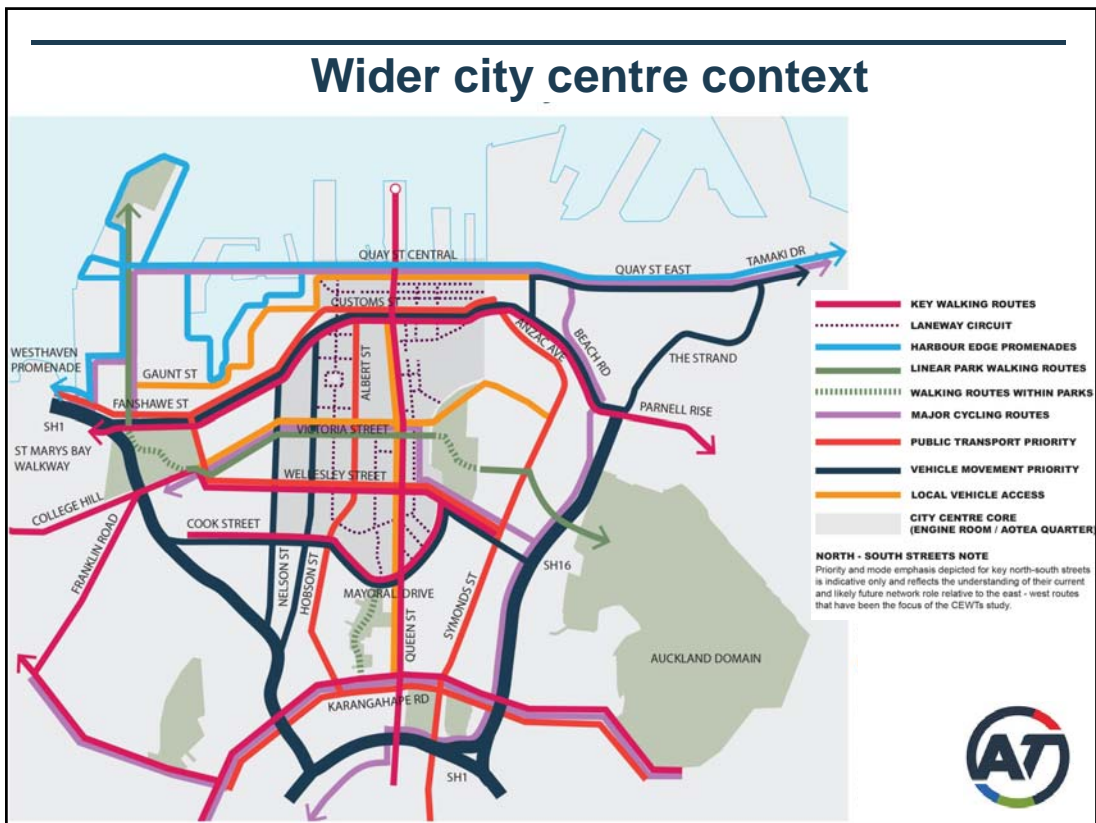 Wider city centre context
QUAY ST CENTRAL
TAMAKI DR
QUAY ST EAST
CUSTOMS ST
ANZAC AVE
BEACH RD
THE STRAND
WESTHAVEN
PROMENADE
GAUNT ST
ALBERT ST
FANSHAWE ST
SH1
PARNELL RISE
VICTORIA STREET
ST MARYS BAY
WALKWAY
WELLESLEY STREET
COLLEGE HILL
COOK STREET
FRANKLIN ROAD
NELSON ST
HOBSON ST
MAYORAL DRIVE
SYMONDS ST
SH16
QUEEN ST
AUCKLAND DOMAIN
KARANGAHAPE RD
SH1
KEY WALKING ROUTES
LANEWAY CIRCUIT
HARBOUR EDGE PROMENADES
LINEAR PARK WALKING ROUTES
WALKING ROUTES WITHIN PARKS
MAJOR CYCLING ROUTES
PUBLIC TRANSPORT PRIORITY
VEHICLE MOVEMENT PRIORITY
LOCAL VEHICLE ACCESS
CITY CENTRE CORE
(ENGINE ROOM / AOTEA QUARTER)
NORTH - SOUTH STREETS NOTE
Priority and mode emphasis depicted for key north-south streets
is indicative only and reflects the understanding of their current
and likely future network role relative to the east - west routes
that have been the focus of the CEWTs study.
AT